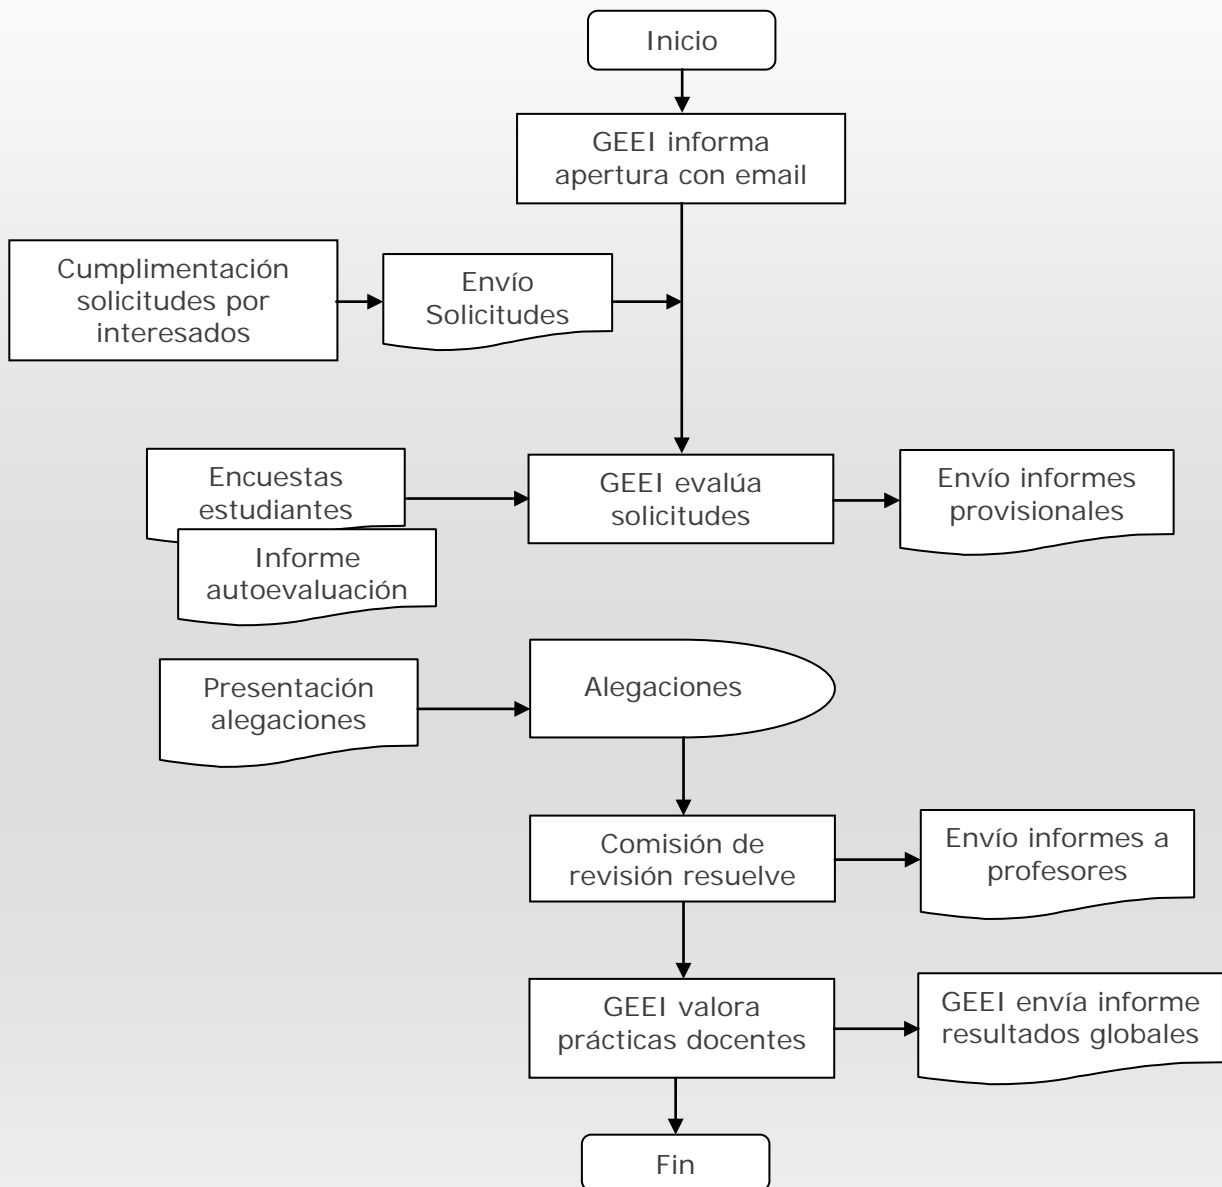 Inicio
GEEI informa
apertura con email
Cumplimentación
solicitudes por
interesados
Envío
Solicitudes
Encuestas
estudiantes
Informe
autoevaluación
GEEI evalúa
solicitudes
Envío informes
provisionales
Presentación
alegaciones
Alegaciones
Comisión de
revisión resuelve
Envío informes a
profesores
GEEI valora
prácticas docentes
GEEI envía informe
resultados globales
Fin